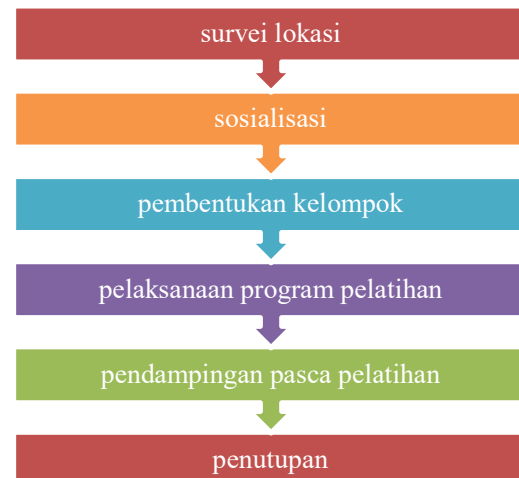 survei lokasi
sosialisasi
pembentukan kelompok
pelaksanaan program pelatihan
pendampingan pasca pelatihan
penutupan